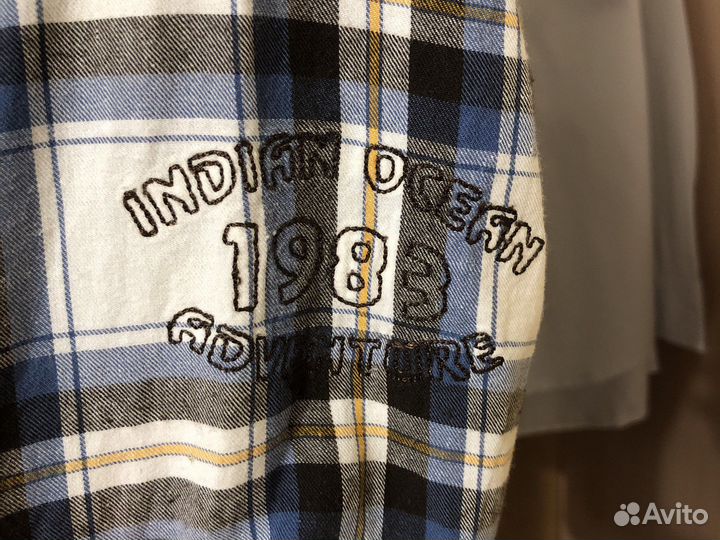 INDIAN OCEAN
1983
ADVENTURE
Avito